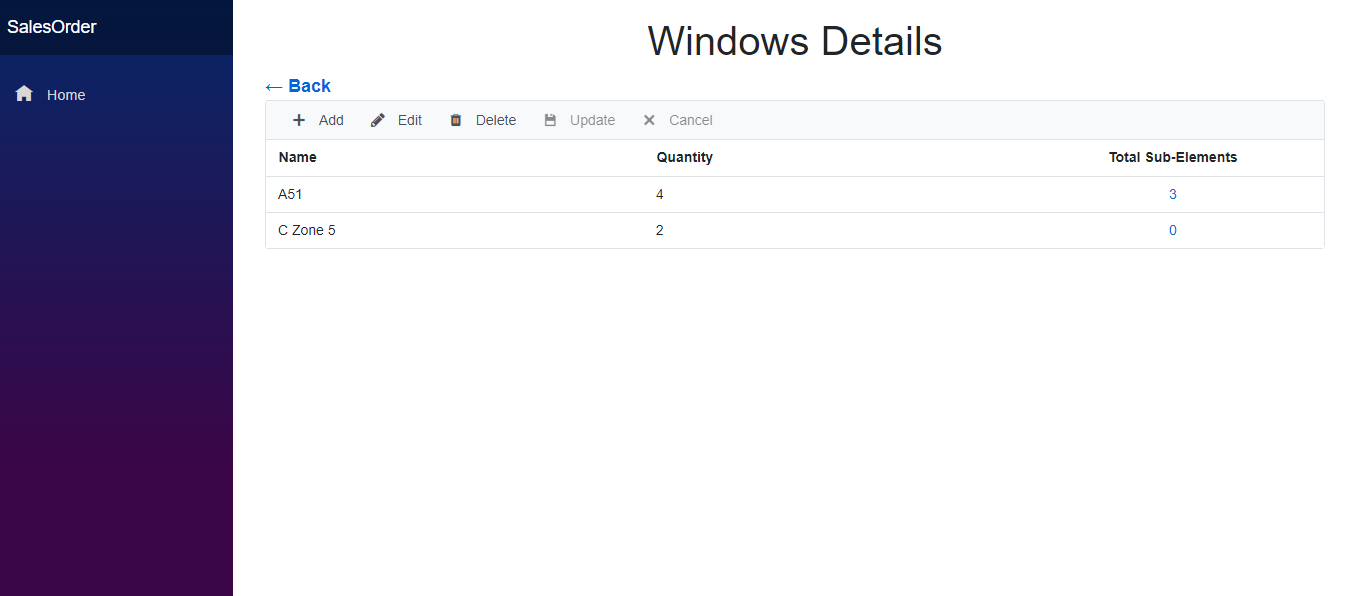 SalesOrder
Home
Windows Details
← Back
Add Edit Delete Update Cancel
Name Quantity Total Sub-Elements
A51 4 3
C Zone 5 2 0